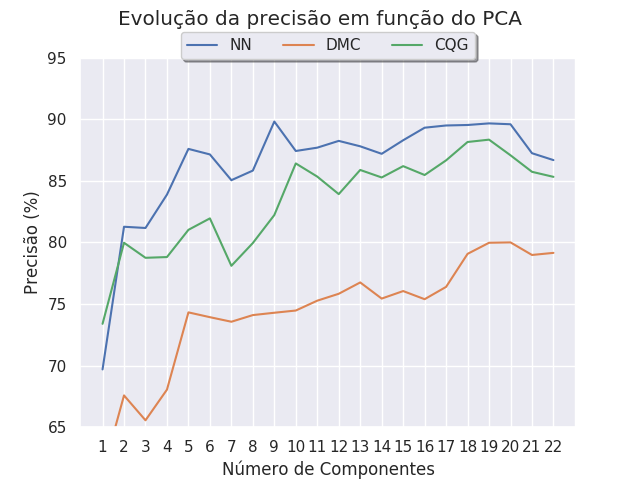 Evolução da precisão em função do PCA
NN DMC CQG
95
90
85
80
75
70
65
Precisão (%)
1 2 3 4 5 6 7 8 9 10 11 12 13 14 15 16 17 18 19 20 21 22
Número de Componentes